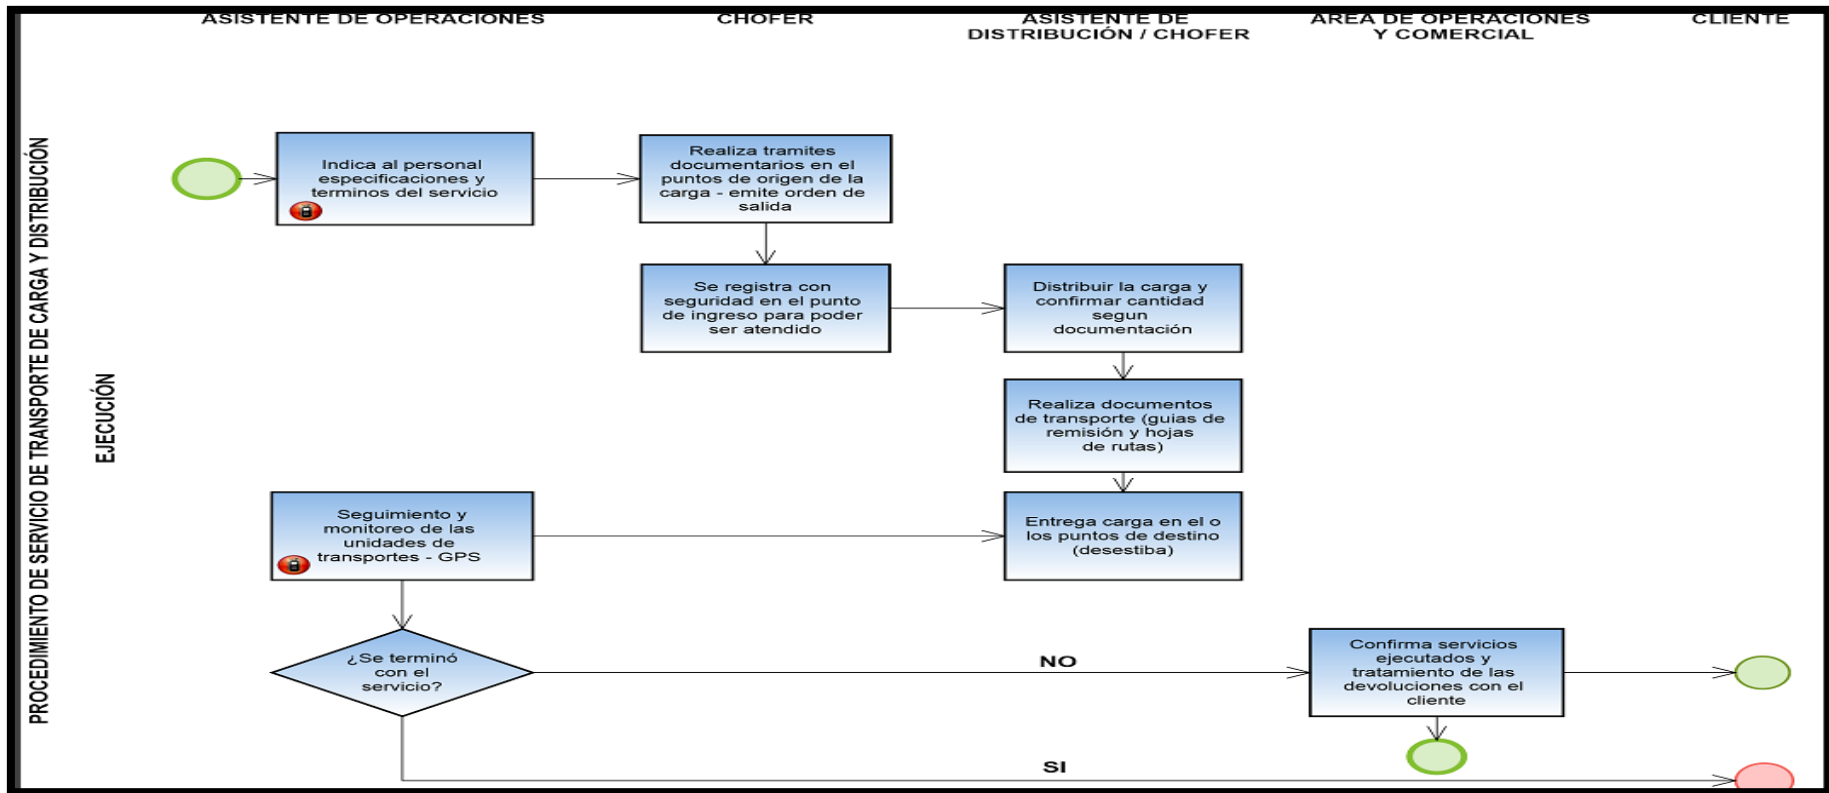 ASISTENTE DE OPERACIONES
CHOFER
ASISTENTE DE
DISTRIBUCIÓN / CHOFER
AREA DE OPERACIONES
Y COMERCIAL
CLIENTE
PROCEDIMIENTO DE SERVICIO DE TRANSPORTE DE CARGA Y DISTRIBUCIÓN
EJECUCIÓN
Indica al personal
especificaciones y
terminos del servicio
Realiza tramites
documentarios en el
puntos de origen de la
carga - emite orden de
salida
Se registra con
seguridad en el punto
de ingreso para poder
ser atendido
Distribuir la carga y
confirmar cantidad
segun
documentación
Realiza documentos
de transporte (guias de
remisión y hojas
de rutas)
Seguimiento y
monitoreo de las
unidades de
transportes - GPS
Entrega carga en el o
los puntos de destino
(desestiba)
¿Se terminó
con el
servicio?
NO
Confirma servicios
ejecutados y
tratamiento de las
devoluciones con el
cliente
SI